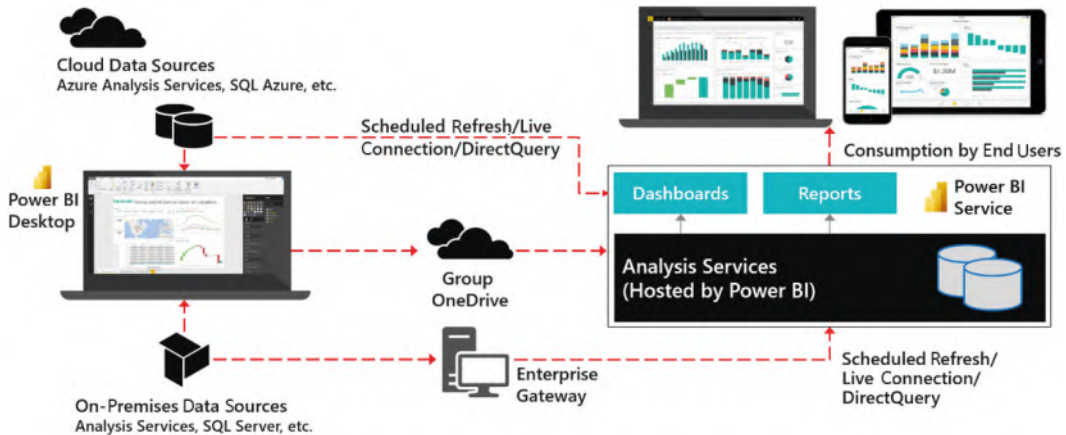 Cloud Data Sources
Azure Analysis Services, SQL Azure, etc.
Scheduled Refresh/Live
Connection/DirectQuery
Consumption by End Users
Power BI
Desktop
Dashboards
Reports
Power BI
Service
Group
OneDrive
Analysis Services
(Hosted by Power BI)
Enterprise
Gateway
Scheduled Refresh/
Live Connection/
DirectQuery
On-Premises Data Sources
Analysis Services, SQL Server, etc.